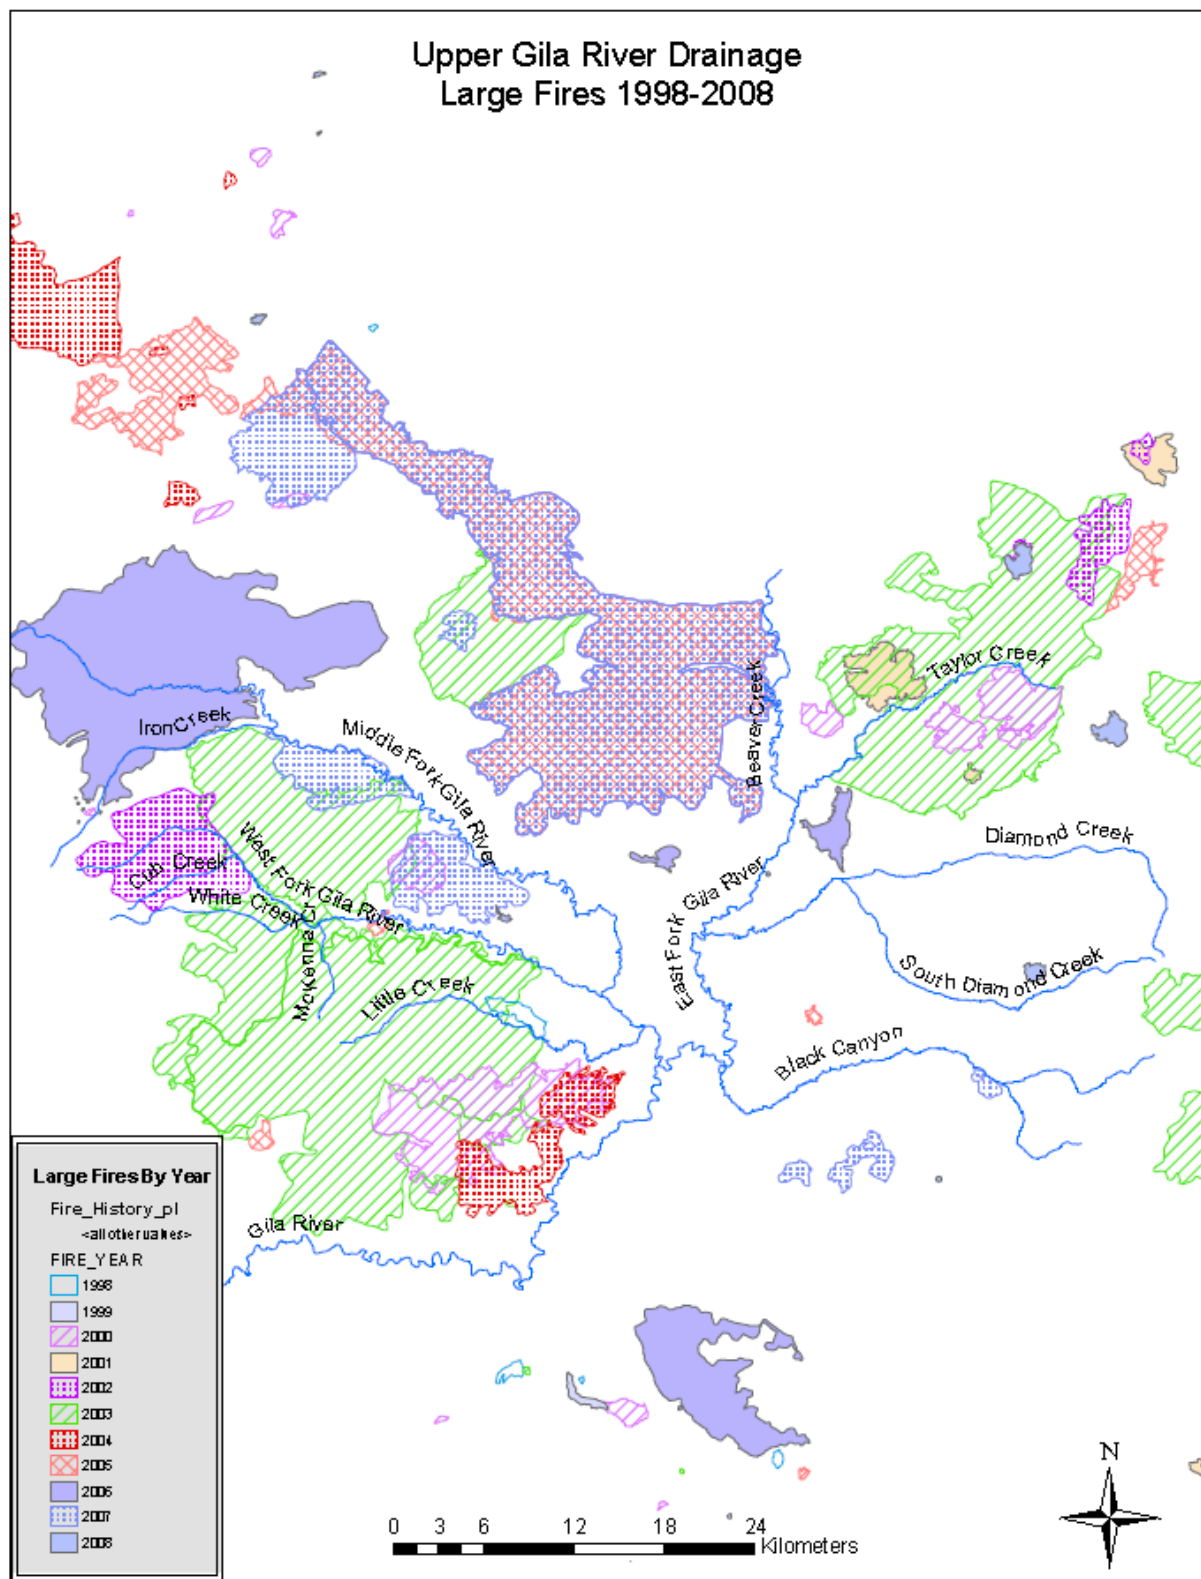 Upper Gila River Drainage
Large Fires 1998-2008
Taylor Creek
Beaver Creek
IronCreek
Middle Fork Gila River
Diamond Creek
West Fork Gila River
Cub Creek
White Creek
Mckenna Cr
East Fork Gila River
South Diamond Creek
Little Creek
Black Canyon
Gila River
Large Fires By Year
Fire_History_pl
<all other values>
FIRE_YEAR
1998
1999
2000
2001
2002
2003
2004
2005
2006
2007
2008
N
0 3 6 12 18 24
Kilometers